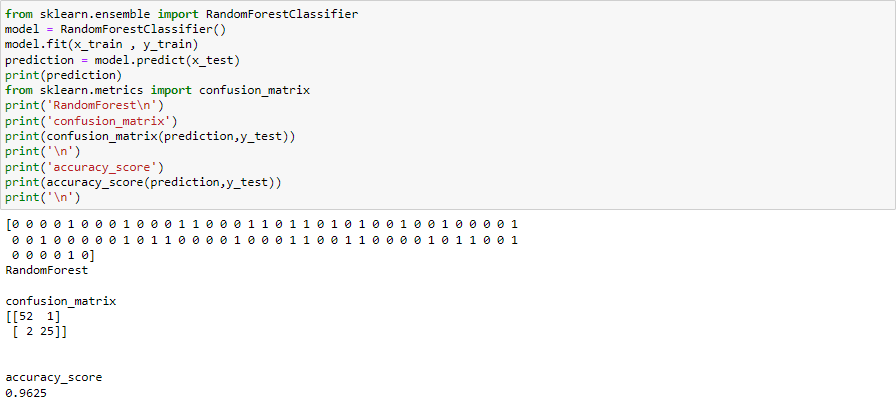 from sklearn.ensemble import RandomForestClassifier
model = RandomForestClassifier()
model.fit(x_train , y_train)
prediction = model.predict(x_test)
print(prediction)
from sklearn.metrics import confusion_matrix
print('RandomForest\n')
print('confusion_matrix')
print(confusion_matrix(prediction,y_test))
print('\n')
print('accuracy_score')
print(accuracy_score(prediction,y_test))
print('\n')
[0 0 0 0 1 0 0 0 1 0 0 0 1 1 0 0 0 1 1 0 1 1 0 1 0 1 0 0 1 0 0 1 0 0 0 0 1
 0 0 1 0 0 0 0 0 1 0 1 1 0 0 0 0 1 0 0 0 1 1 0 0 1 1 0 0 0 0 1 0 1 1 0 0 1
 0 0 0 0 1 0]
RandomForest
confusion_matrix
[[52  1]
 [ 2 25]]
accuracy_score
0.9625